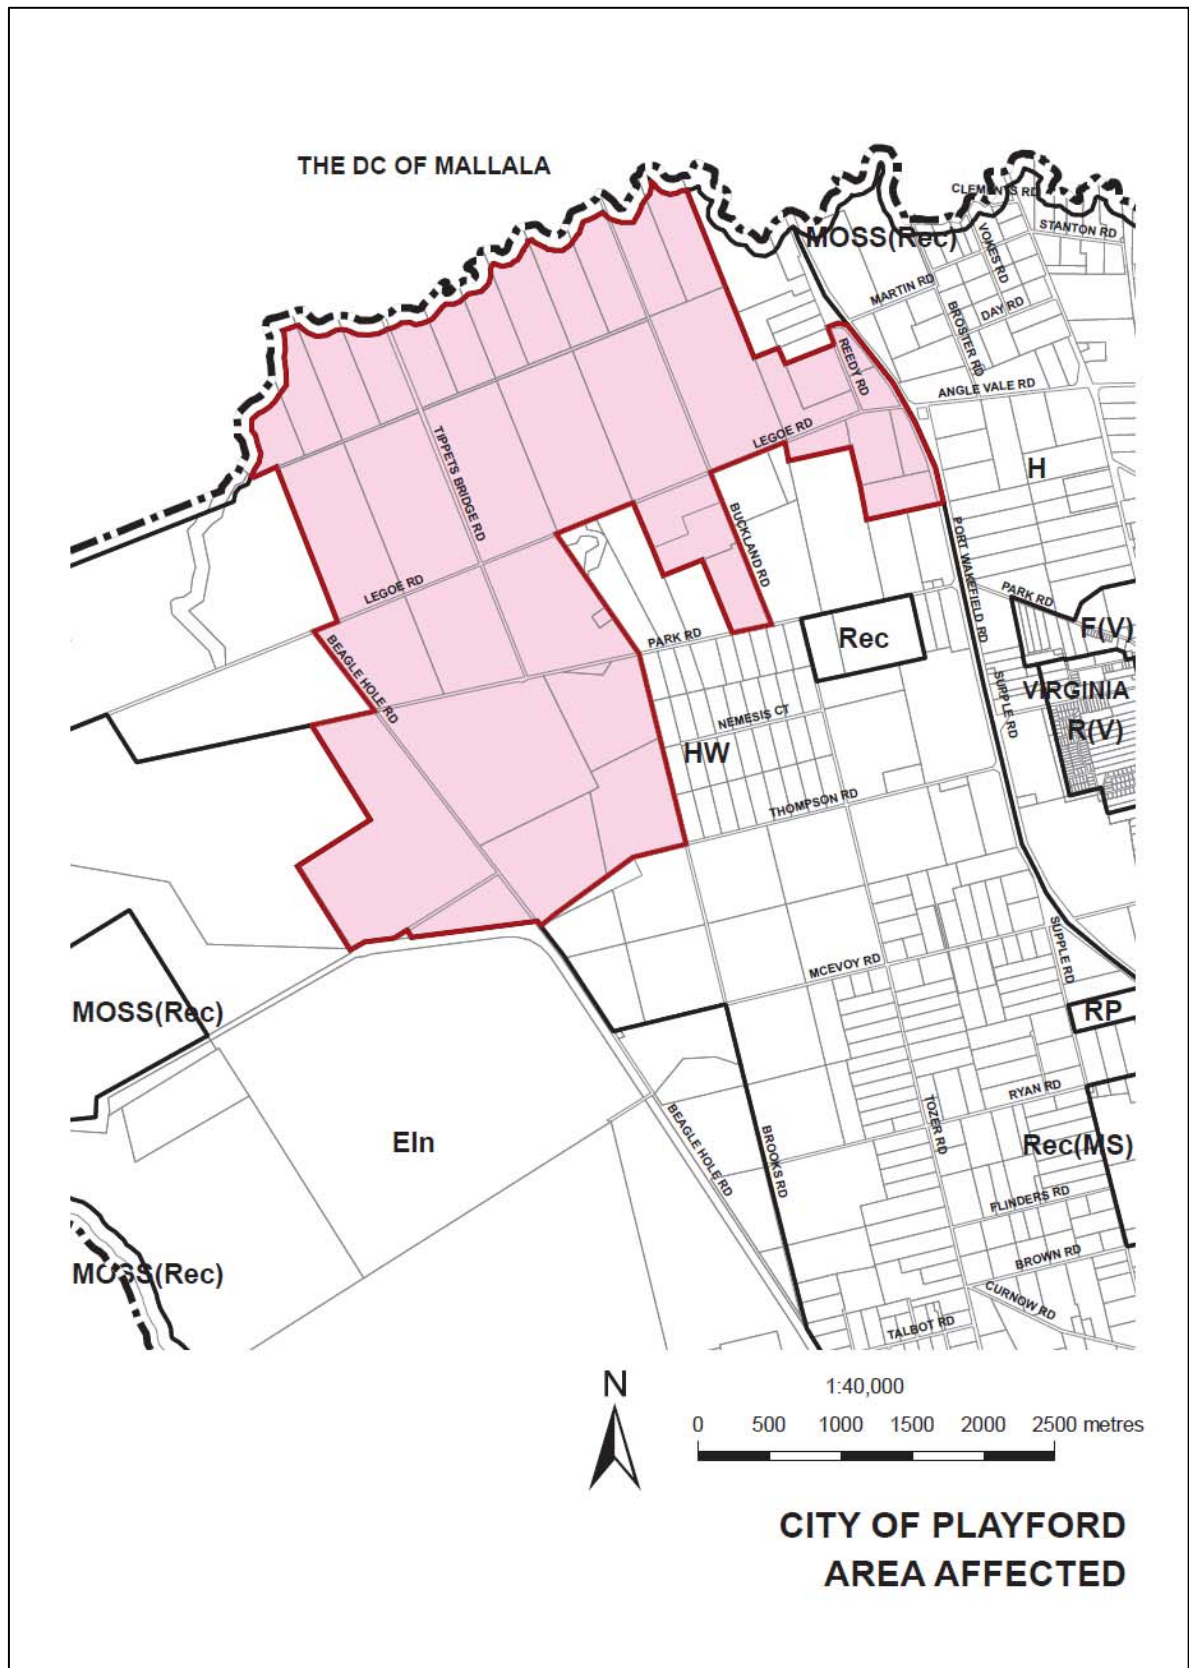 THE DC OF MALLALA
CLEMENTS RD
STANTON RD
VOKES RD
MOSS(Rec)
MARTIN RD
DAY RD
BROSTER RD
REEDY RD
ANGLE VALE RD
LEGOE RD
TIPPETS BRIDGE RD
H
BUCKLAND RD
PORT WAKEFIELD RD
LEGOE RD
PARK RD
F(V)
PARK RD
Rec
BEAGLE HOLE RD
SUPPLE RD
VIRGINIA
R(V)
NEMESIS CT
HW
THOMPSON RD
MCEVOY RD
SUPPLE RD
MOSS(Rec)
RP
RYAN RD
TOZER RD
BEAGLE HOLE RD
BROOKS RD
EIn
Rec(MS)
FLINDERS RD
BROWN RD
MOSS(Rec)
CURNOW RD
TALBOT RD
N
1:40,000
0 500 1000 1500 2000 2500 metres
CITY OF PLAYFORD
AREA AFFECTED